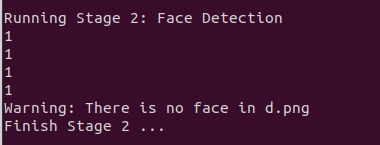 Running Stage 2: Face Detection
1
1
1
1
Warning: There is no face in d.png
Finish Stage 2 ...